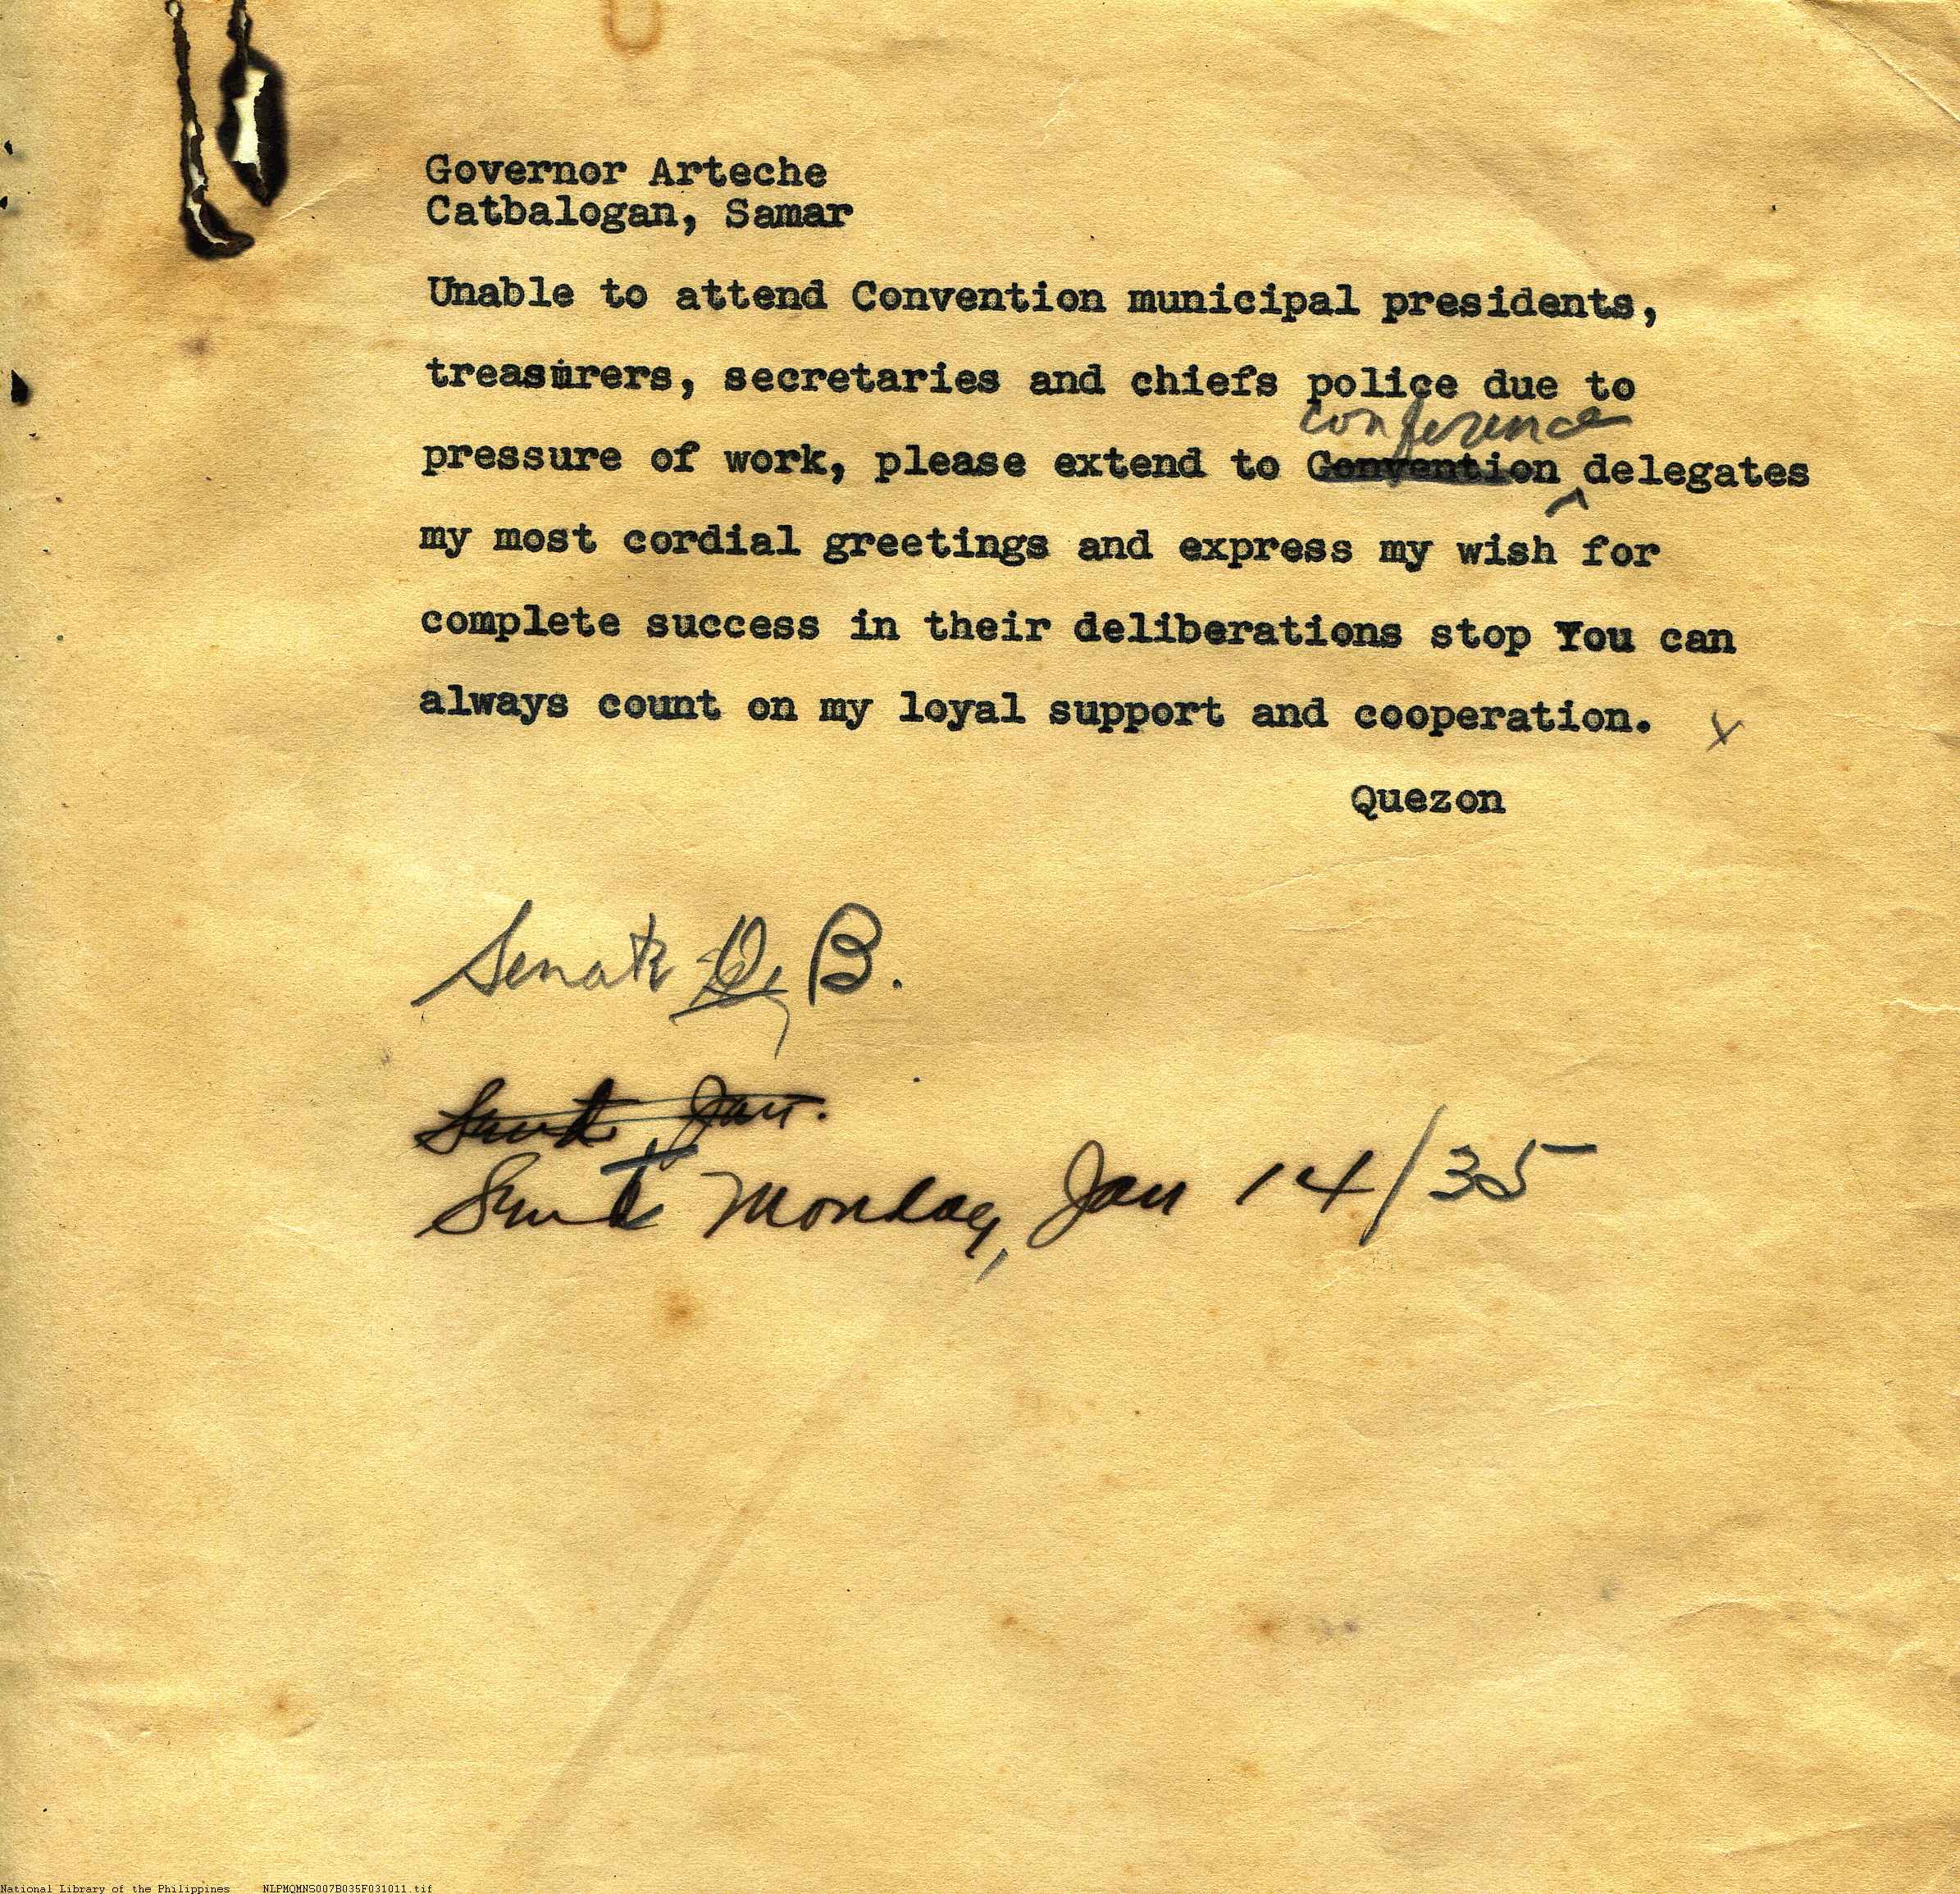 Governor Arteche
Catbalogan, Samar
Unable to attend Convention municipal presidents,
treasurers, secretaries and chiefs police due to
conference
pressure of work, please extend to Convention delegates
my most cordial greetings and express my wish for
complete success in their deliberations stop You can
always count on my loyal support and cooperation. x
Quezon
Senate B.
Sent Jan.
Sent Monday, Jan 14/35
National Library of the Philippines NLPMQMNS007B035F031011.tif